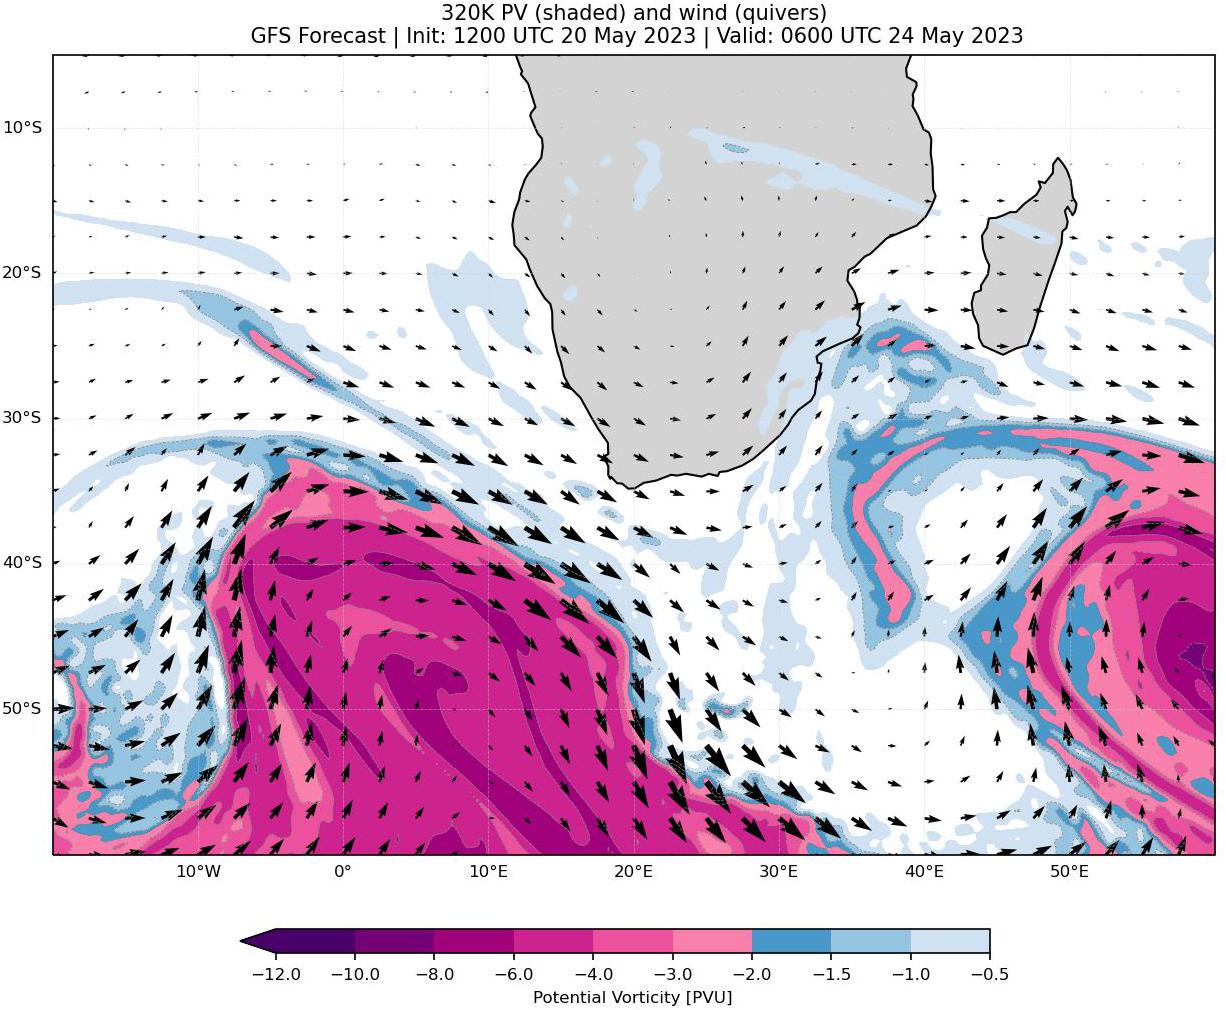 320K PV (shaded) and wind (quivers)
GFS Forecast | Init: 1200 UTC 20 May 2023 | Valid: 0600 UTC 24 May 2023
10°S
20°S
30°S
40°S
50°S
10°W 0° 10°E 20°E 30°E 40°E 50°E
−12.0 −10.0 −8.0 −6.0 −4.0 −3.0 −2.0 −1.5 −1.0 −0.5
Potential Vorticity [PVU]